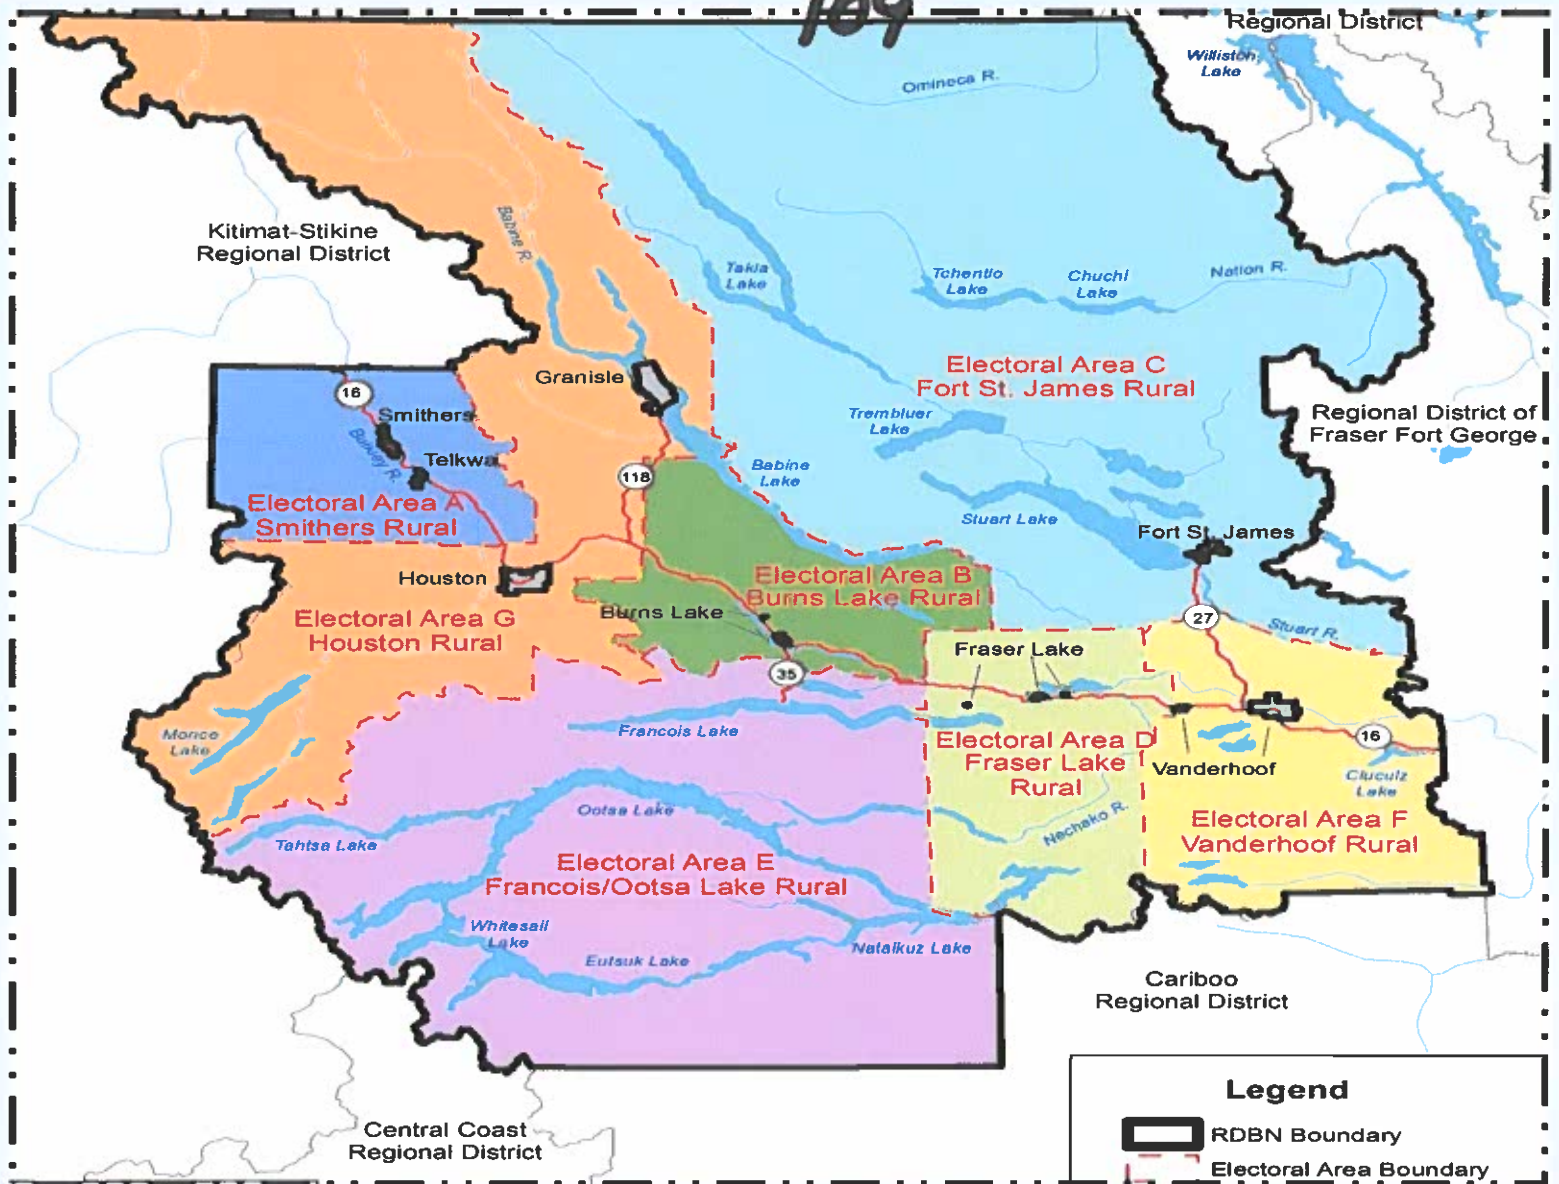 169
Regional District
Williston
Lake
Omineca R.
Kitimat-Stikine
Regional District
Babine R.
Takla
Lake
Tchentlo
Lake
Chuchi
Lake
Nation R.
Electoral Area C
Fort St. James Rural
Granisle
16
Smithers
Bulkley R.
Telkwa
Electoral Area A
Smithers Rural
118
Babine
Lake
Trembluer
Lake
Stuart Lake
Fort St. James
Regional District of
Fraser Fort George
Houston
Electoral Area G
Houston Rural
Electoral Area B
Burns Lake Rural
Burns Lake
27
Stuart R.
Fraser Lake
35
Morice
Lake
Francois Lake
Electoral Area D
Fraser Lake
Rural
Vanderhoof
16
Cluculz
Lake
Ootsa Lake
Tahtsa Lake
Nechako R.
Electoral Area F
Vanderhoof Rural
Electoral Area E
Francois/Ootsa Lake Rural
Whitesail
Lake
Eutsuk Lake
Natalkuz Lake
Cariboo
Regional District
Central Coast
Regional District
Legend
RDBN Boundary
Electoral Area Boundary